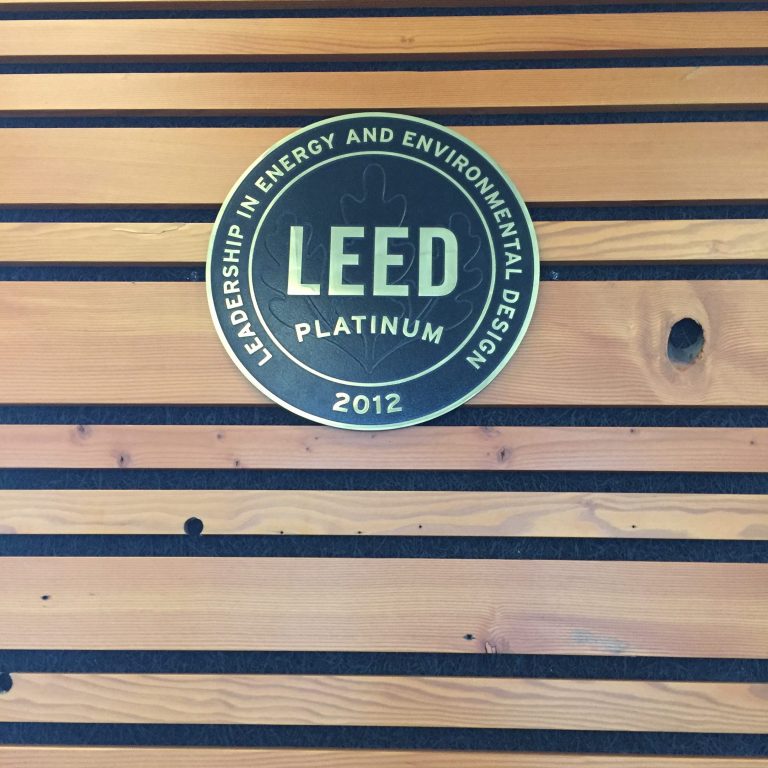 LEADERSHIP IN ENERGY AND ENVIRONMENTAL DESIGN
LEED
PLATINUM
2012